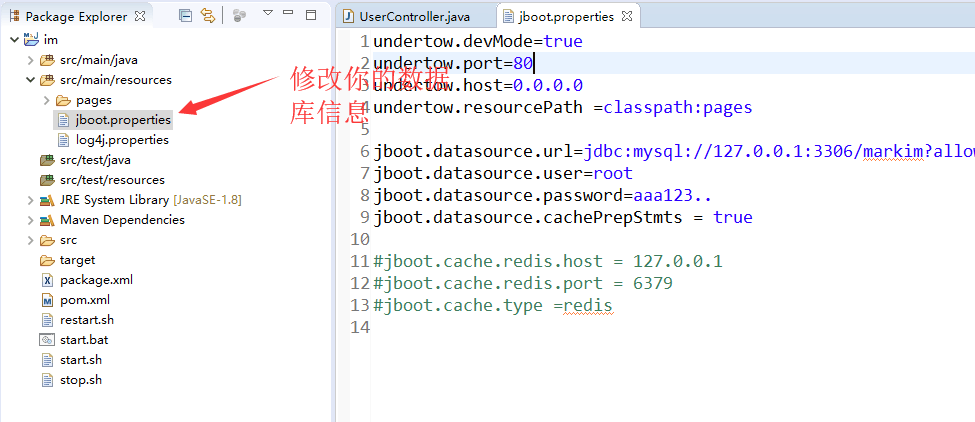 Package Explorer
im
src/main/java
src/main/resources
pages
jboot.properties
log4j.properties
src/test/java
src/test/resources
JRE System Library [JavaSE-1.8]
Maven Dependencies
src
target
package.xml
pom.xml
restart.sh
start.bat
start.sh
stop.sh
修改你的数据
库信息
UserController.java
jboot.properties
1 undertow.devMode=true
2 undertow.port=80
3 undertow.host=0.0.0.0
4 undertow.resourcePath =classpath:pages
5
6 jboot.datasource.url=jdbc:mysql://127.0.0.1:3306/markim?allow
7 jboot.datasource.user=root
8 jboot.datasource.password=aaa123..
9 jboot.datasource.cachePrepStmts = true
10
11 #jboot.cache.redis.host = 127.0.0.1
12 #jboot.cache.redis.port = 6379
13 #jboot.cache.type =redis
14